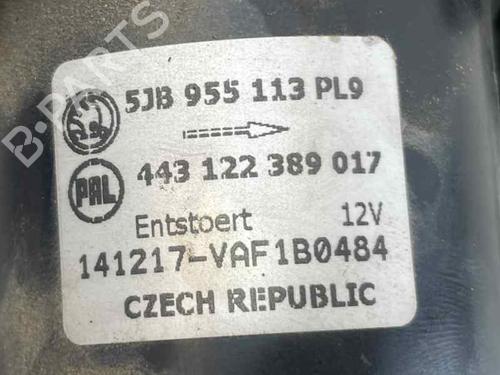 5JB 955 113 PL9
PAL 443 122 389 017
Entstoert 12V
141217-VAF1B0484
CZECH REPUBLIC
B-PARTS